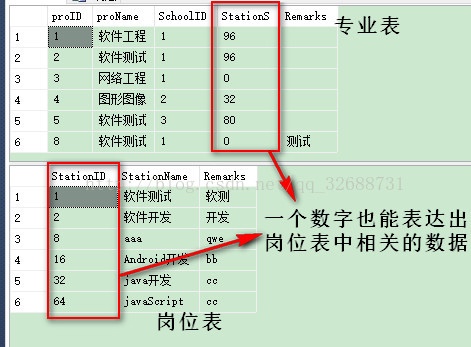 proID proName SchoolID StationS Remarks
专业表
1 1 软件工程 1 96
2 2 软件测试 1 96
3 3 网络工程 1 0
4 4 图形图像 2 32
5 5 软件测试 3 80
6 8 软件测试 1 0 测试
StationID StationName Remarks
1 1 软件测试 软测
2 2 软件开发 开发
3 8 aaa qwe
4 16 Android开发 bb
5 32 java开发 cc
6 64 javaScript cc
一个数字也能表达出
岗位表中相关的数据
岗位表
http://blog.csdn.net/qq_32688731